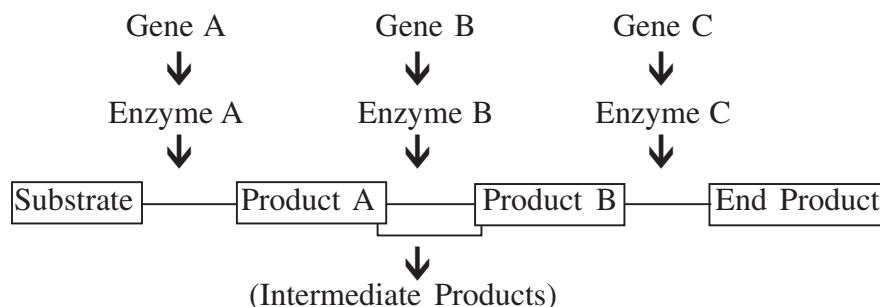 Gene A Gene B Gene C
Enzyme A Enzyme B Enzyme C
Substrate Product A Product B End Product
(Intermediate Products)